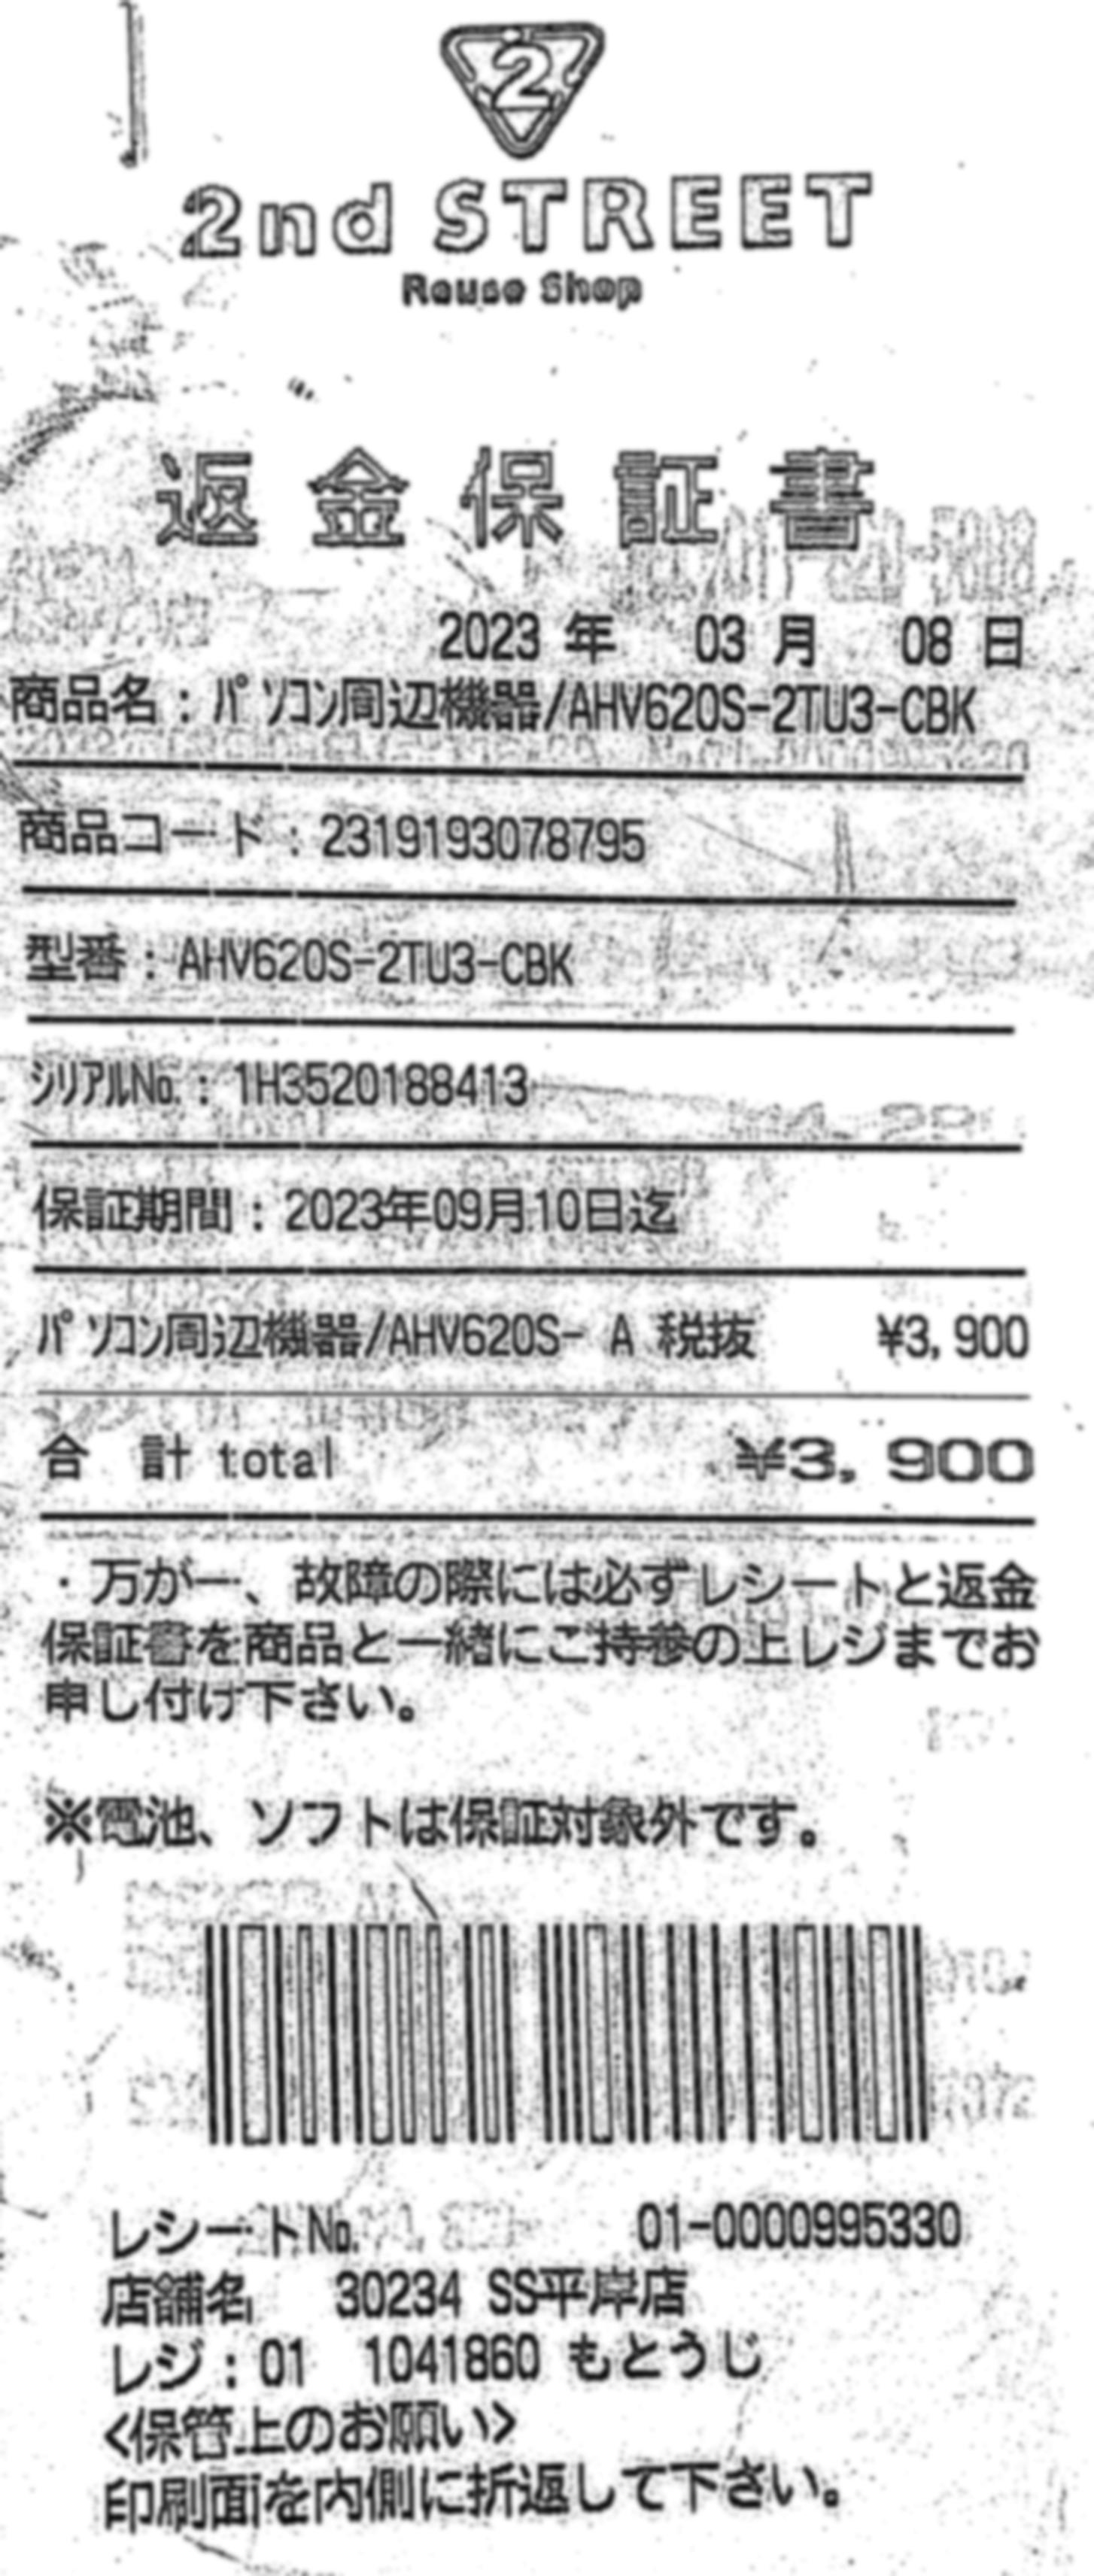 2
2nd STREET
Reuse Shop
返金保証書
2023 年 03 月 08 日
商品名：ﾊﾟｿｺﾝ周辺機器/AHV620S-2TU3-CBK
商品コード：2319193078795
型番：AHV620S-2TU3-CBK
ｼﾘｱﾙNo.：1H3520188413
保証期間：2023年09月10日迄
ﾊﾟｿｺﾝ周辺機器/AHV620S- A 税抜 ¥3,900
合 計 total ¥3,900
・万が一、故障の際には必ずレシートと返金
保証書を商品と一緒にご持参の上レジまでお
申し付け下さい。
※電池、ソフトは保証対象外です。
レシートNo. 01-0000995330
店舗名 30234 SS平岸店
レジ：01 1041860 もとうじ
<保管上のお願い>
印刷面を内側に折返して下さい。